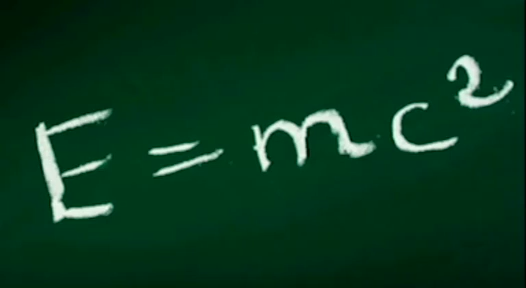 E = mc²